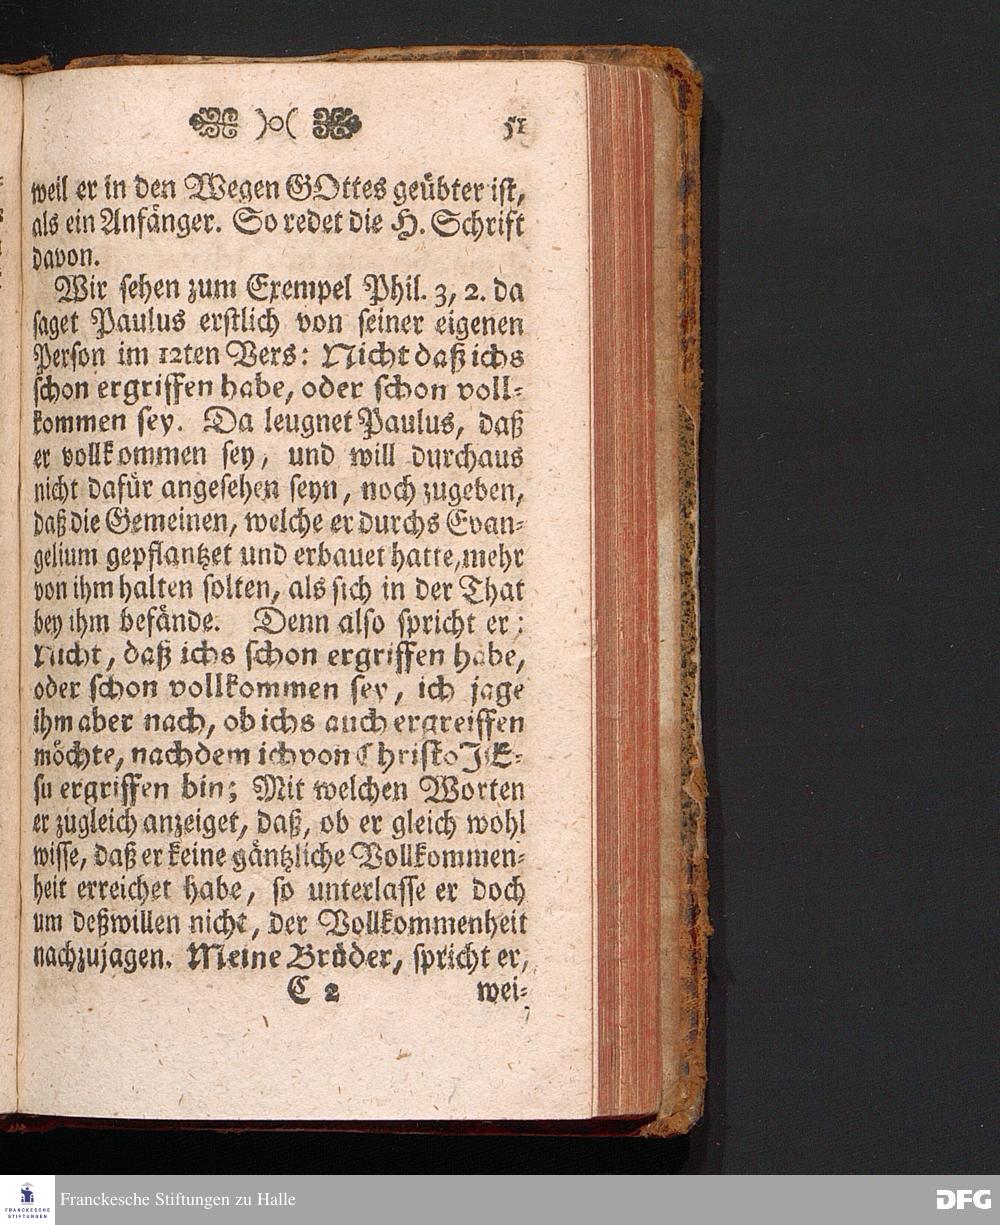 )o( 51
weil er in den Wegen GOttes geübter ist,
als ein Anfänger. So redet die H. Schrift
davon.
Wir sehen zum Exempel Phil. 3, 2. da
saget Paulus erstlich von seiner eigenen
Person im 12ten Vers: Nicht daß ichs
schon ergriffen habe, oder schon voll-
kommen sey. Da leugnet Paulus, daß
er vollkommen sey, und will durchaus
nicht dafür angesehen seyn, noch zugeben,
daß die Gemeinen, welche er durchs Evan-
gelium gepflantzet und erbauet hatte, mehr
von ihm halten solten, als sich in der That
bey ihm befände. Denn also spricht er:
Nicht, daß ichs schon ergriffen habe,
oder schon vollkommen sey, ich jage
ihm aber nach, ob ichs auch ergreiffen
möchte, nachdem ich von Christo JE-
su ergriffen bin; Mit welchen Worten
er zugleich anzeiget, daß, ob er gleich wohl
wisse, daß er keine gäntzliche Vollkommen-
heit erreichet habe, so unterlasse er doch
um deßwillen nicht, der Vollkommenheit
nachzujagen. Meine Brüder, spricht er,
C 2 wei-
FRANCKESCHE STIFTUNGEN
Franckesche Stiftungen zu Halle
DFG